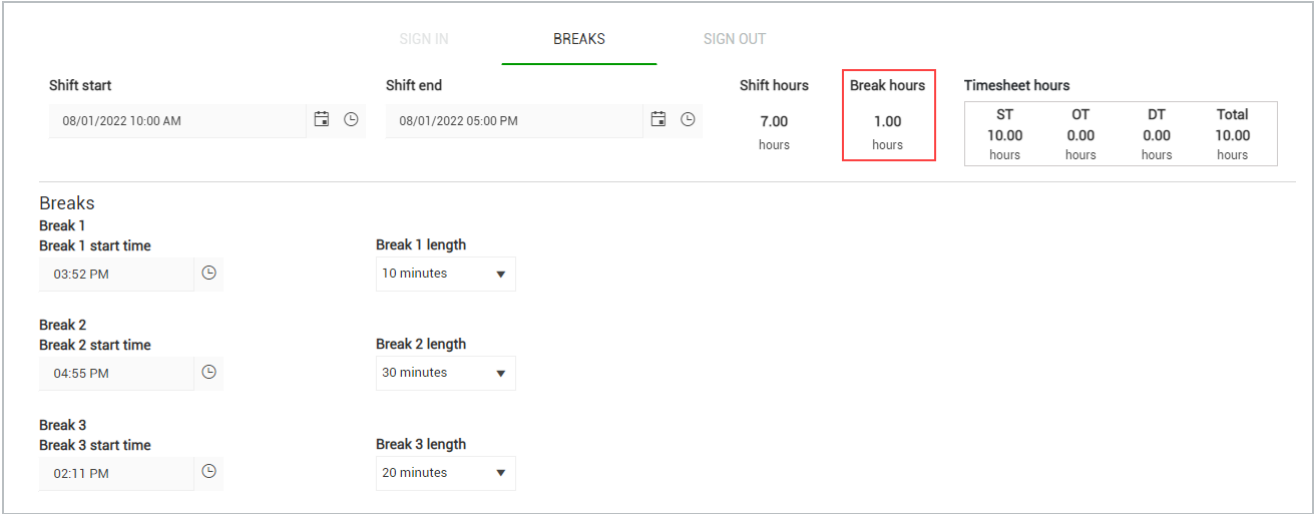 SIGN IN BREAKS SIGN OUT
Shift start Shift end Shift hours Break hours Timesheet hours
08/01/2022 10:00 AM 08/01/2022 05:00 PM 7.00 1.00 ST OT DT Total
hours hours 10.00 0.00 0.00 10.00
hours hours hours hours
Breaks
Break 1
Break 1 start time Break 1 length
03:52 PM 10 minutes
Break 2
Break 2 start time Break 2 length
04:55 PM 30 minutes
Break 3
Break 3 start time Break 3 length
02:11 PM 20 minutes